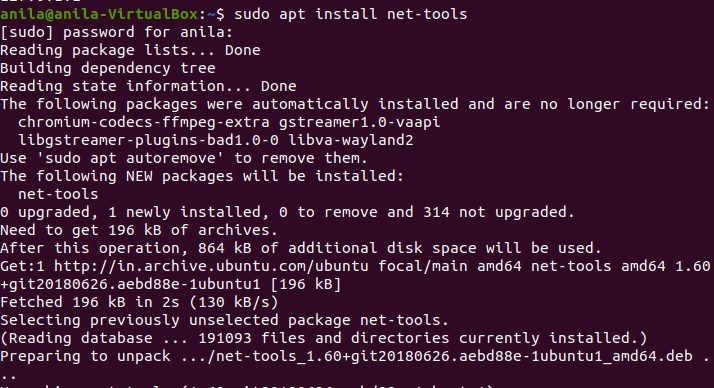 anila@anila-VirtualBox:~$ sudo apt install net-tools
[sudo] password for anila:
Reading package lists... Done
Building dependency tree
Reading state information... Done
The following packages were automatically installed and are no longer required:
  chromium-codecs-ffmpeg-extra gstreamer1.0-vaapi
  libgstreamer-plugins-bad1.0-0 libva-wayland2
Use 'sudo apt autoremove' to remove them.
The following NEW packages will be installed:
  net-tools
0 upgraded, 1 newly installed, 0 to remove and 314 not upgraded.
Need to get 196 kB of archives.
After this operation, 864 kB of additional disk space will be used.
Get:1 http://in.archive.ubuntu.com/ubuntu focal/main amd64 net-tools amd64 1.60
+git20180626.aebd88e-1ubuntu1 [196 kB]
Fetched 196 kB in 2s (130 kB/s)
Selecting previously unselected package net-tools.
(Reading database ... 191093 files and directories currently installed.)
Preparing to unpack .../net-tools_1.60+git20180626.aebd88e-1ubuntu1_amd64.deb .
..